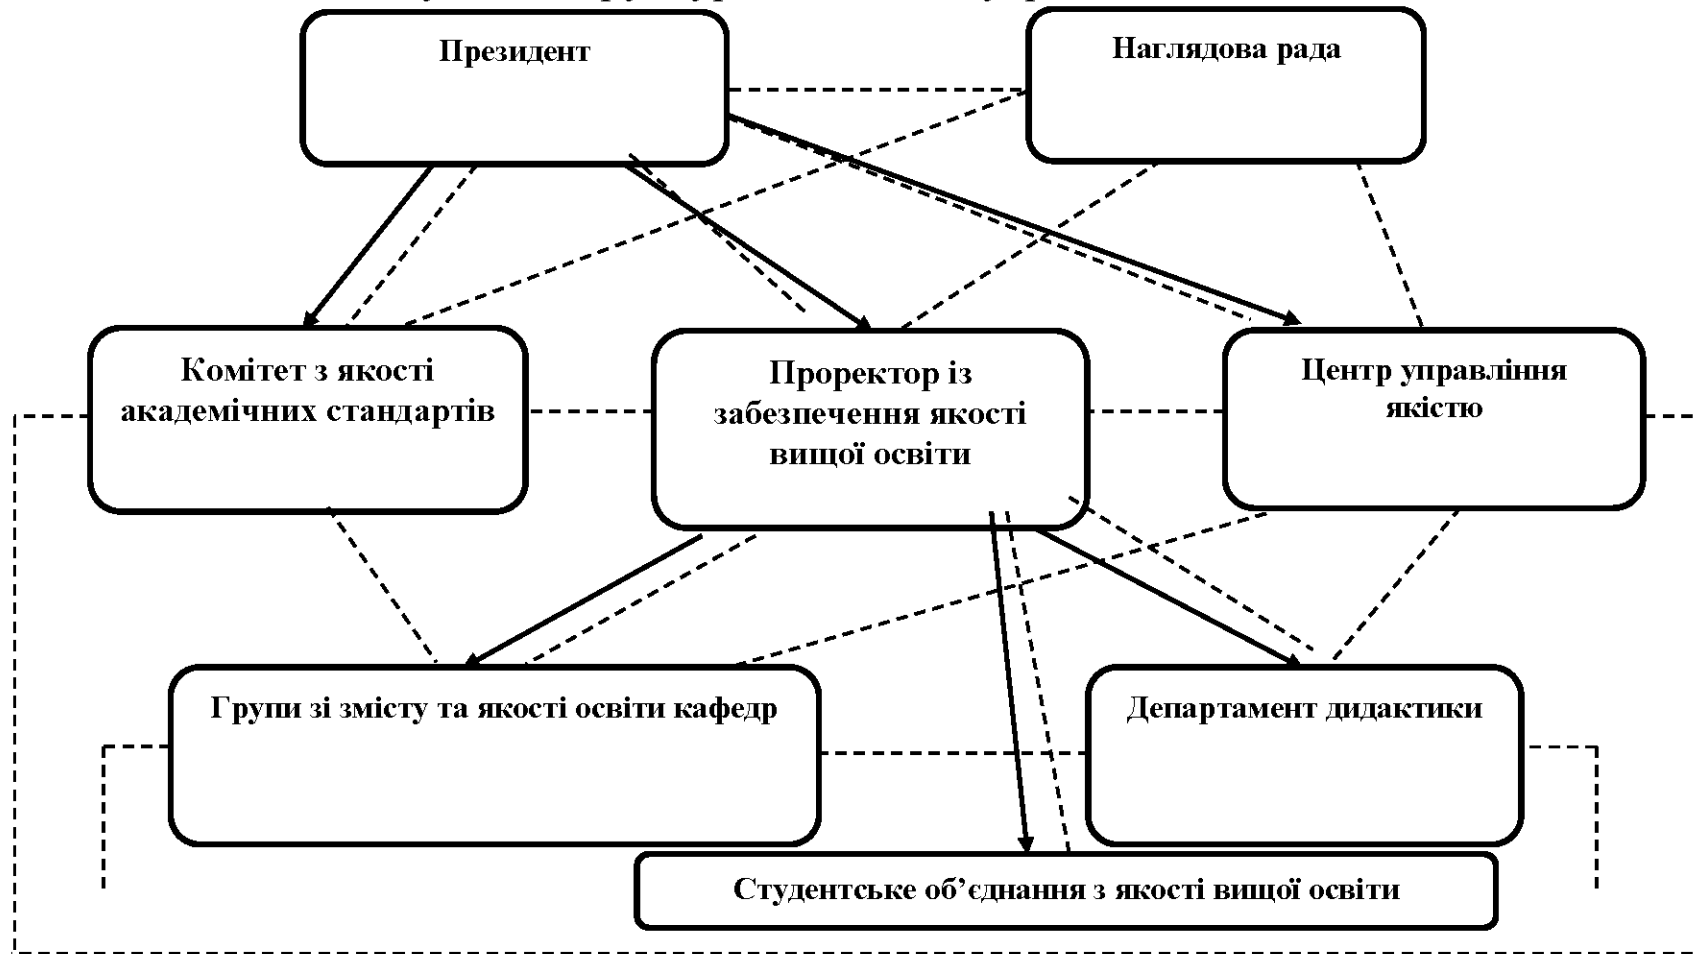 Президент
Наглядова рада
Комітет з якості
академічних стандартів
Проректор із
забезпечення якості
вищої освіти
Центр управління
якістю
Групи зі змісту та якості освіти кафедр
Департамент дидактики
Студентське об’єднання з якості вищої освіти